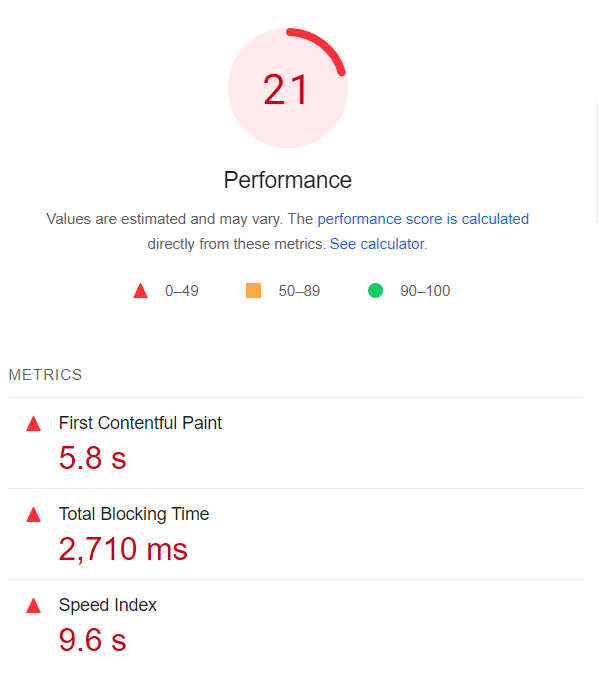 21
Performance
Values are estimated and may vary. The performance score is calculated
directly from these metrics. See calculator.
0–49 50–89 90–100
METRICS
First Contentful Paint
5.8 s
Total Blocking Time
2,710 ms
Speed Index
9.6 s